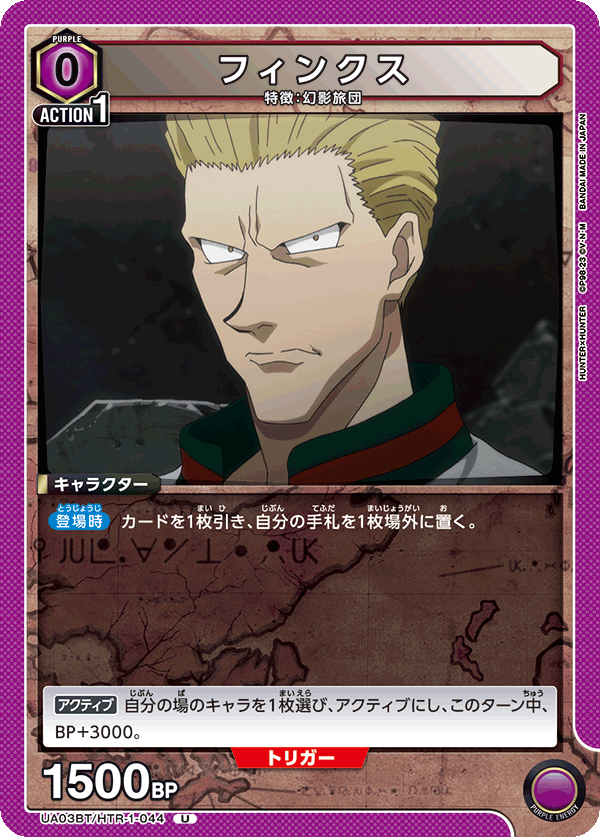 PURPLE
0
ACTION 1
フィンクス
特徴:幻影旅団
HUNTER×HUNTER ©P98-23 ©V・N・M BANDAI MADE IN JAPAN
キャラクター
登場時 カードを1枚引き、自分の手札を1枚場外に置く。
アクティブ 自分の場のキャラを1枚選び、アクティブにし、このターン中、
BP+3000。
トリガー
1500BP
PURPLE ENERGY
UA03BT/HTR-1-044 U